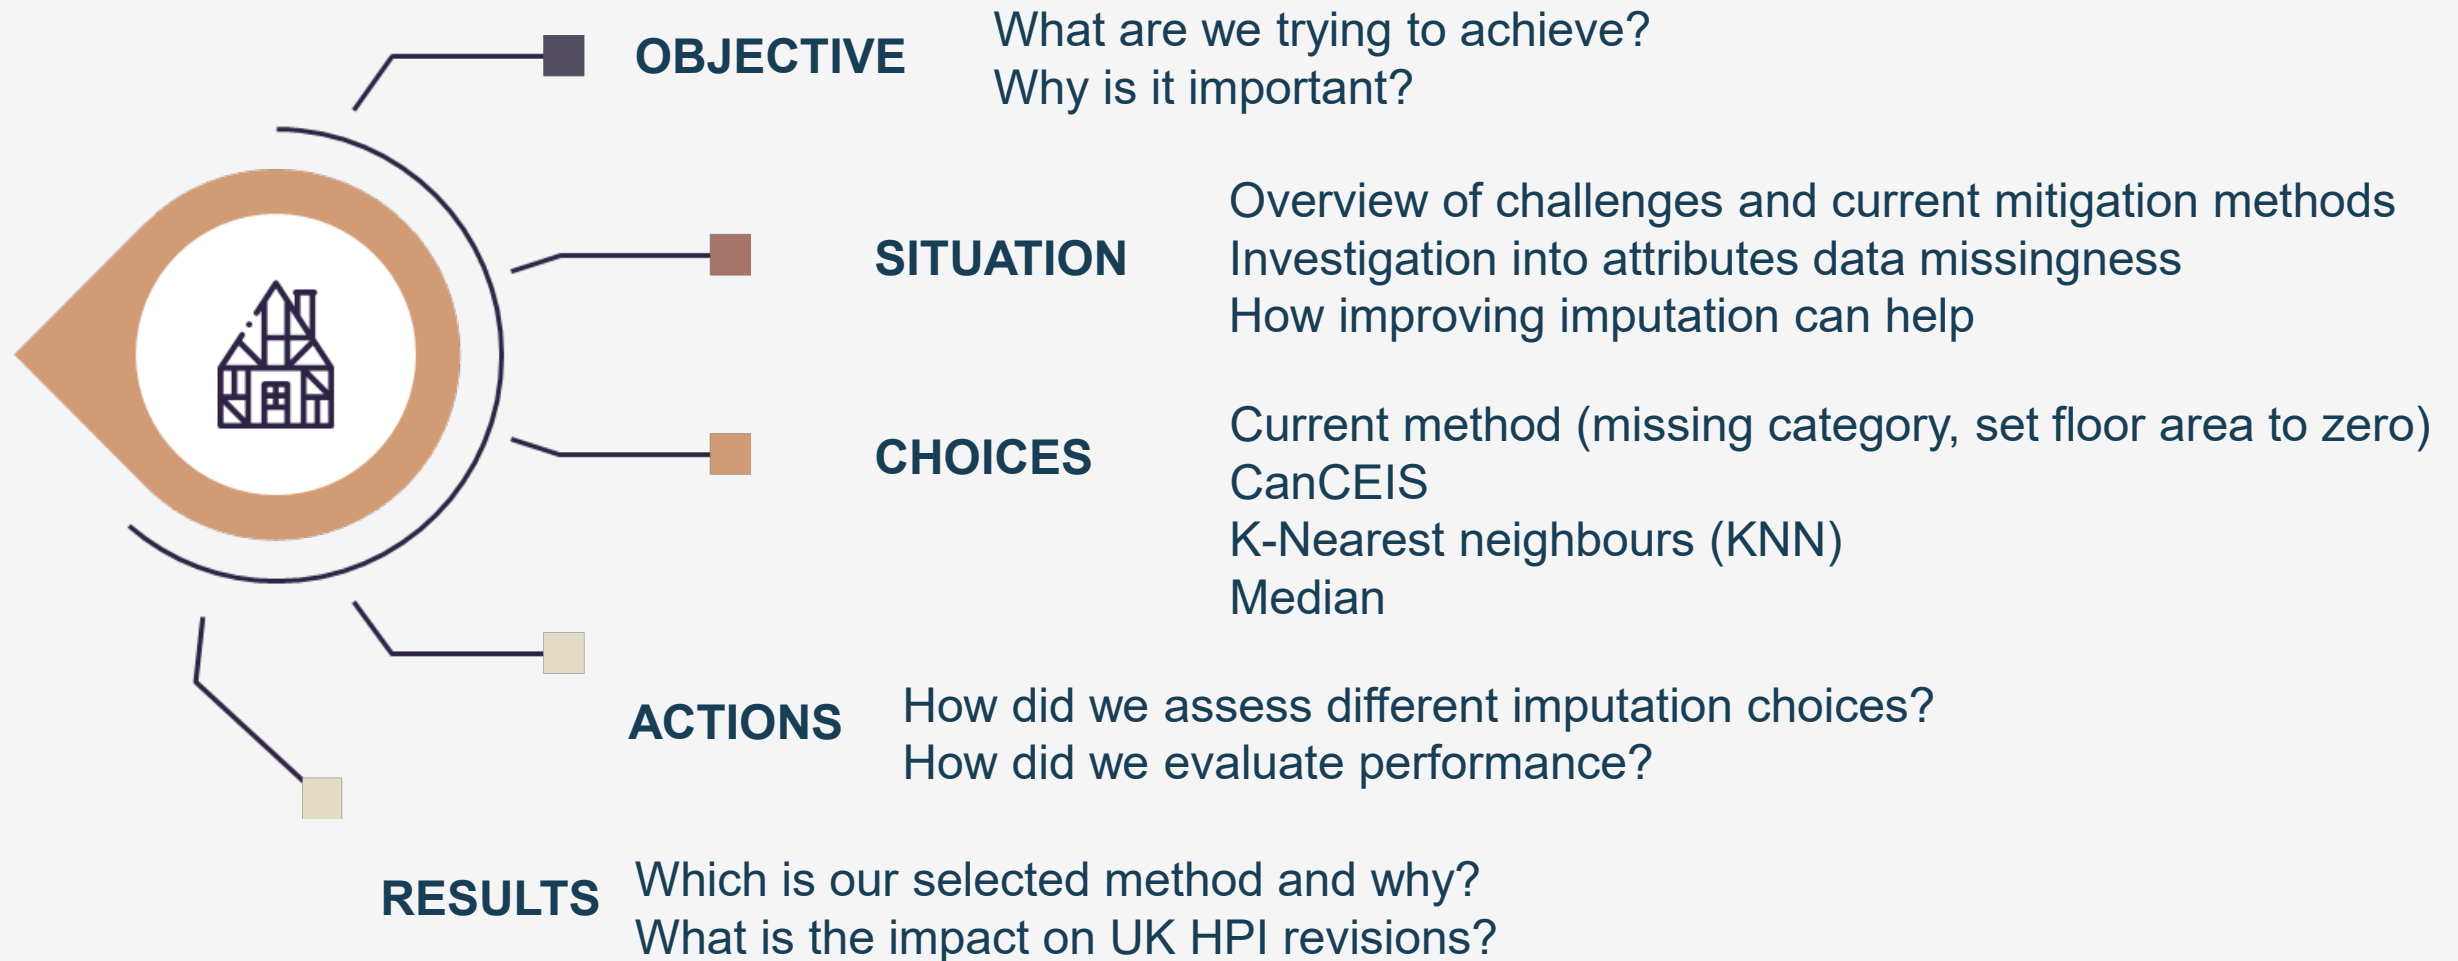 OBJECTIVE
What are we trying to achieve?
Why is it important?
SITUATION
Overview of challenges and current mitigation methods
Investigation into attributes data missingness
How improving imputation can help
CHOICES
Current method (missing category, set floor area to zero)
CanCEIS
K-Nearest neighbours (KNN)
Median
ACTIONS
How did we assess different imputation choices?
How did we evaluate performance?
RESULTS
Which is our selected method and why?
What is the impact on UK HPI revisions?